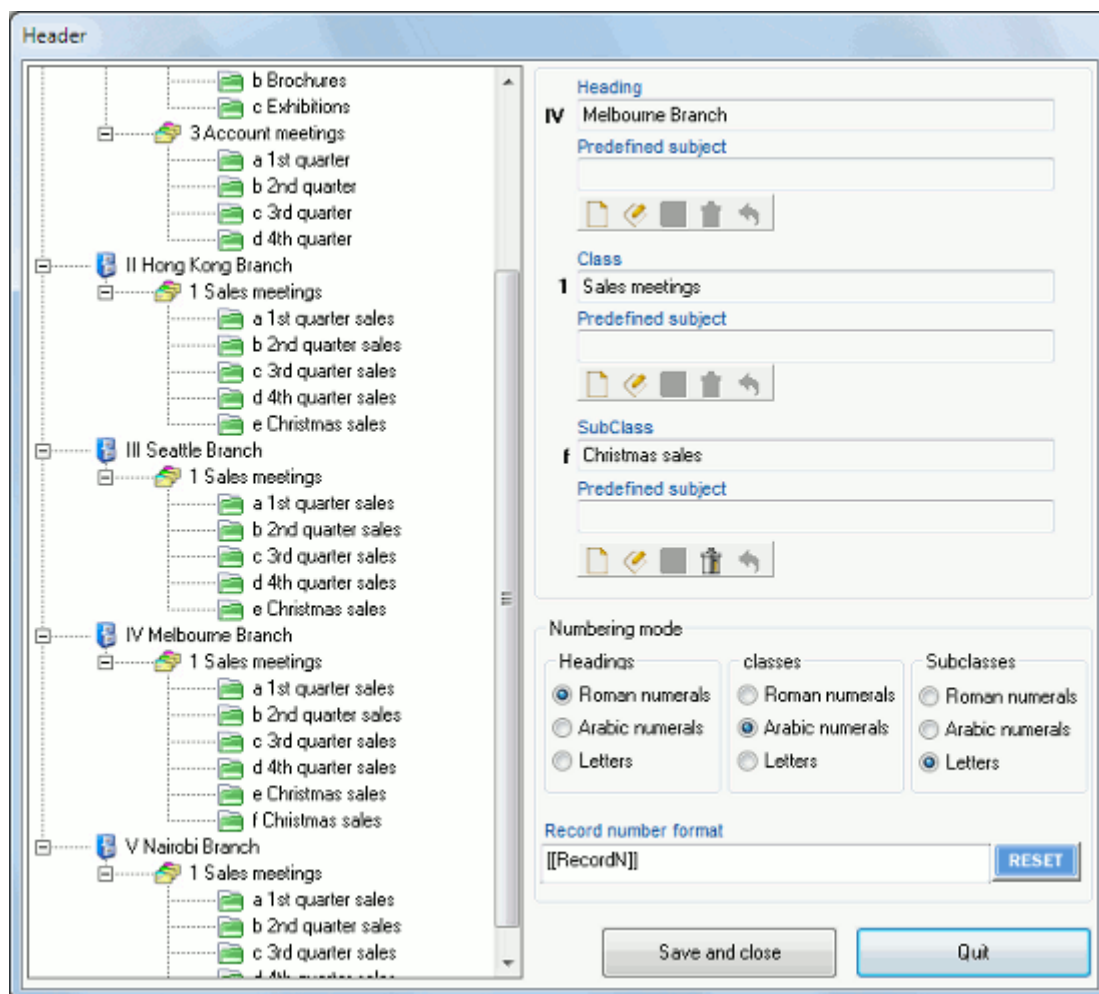 Header
b Brochures
c Exhibitions
3 Account meetings
a 1st quarter
b 2nd quarter
c 3rd quarter
d 4th quarter
II Hong Kong Branch
1 Sales meetings
a 1st quarter sales
b 2nd quarter sales
c 3rd quarter sales
d 4th quarter sales
e Christmas sales
III Seattle Branch
1 Sales meetings
a 1st quarter sales
b 2nd quarter sales
c 3rd quarter sales
d 4th quarter sales
e Christmas sales
IV Melbourne Branch
1 Sales meetings
a 1st quarter sales
b 2nd quarter sales
c 3rd quarter sales
d 4th quarter sales
e Christmas sales
f Christmas sales
V Nairobi Branch
1 Sales meetings
a 1st quarter sales
b 2nd quarter sales
c 3rd quarter sales
d 4th quarter sales
Heading
IV Melbourne Branch
Predefined subject
Class
1 Sales meetings
Predefined subject
SubClass
f Christmas sales
Predefined subject
Numbering mode
Headings
Roman numerals
Arabic numerals
Letters
classes
Roman numerals
Arabic numerals
Letters
Subclasses
Roman numerals
Arabic numerals
Letters
Record number format
[[RecordN]]
RESET
Save and close
Quit